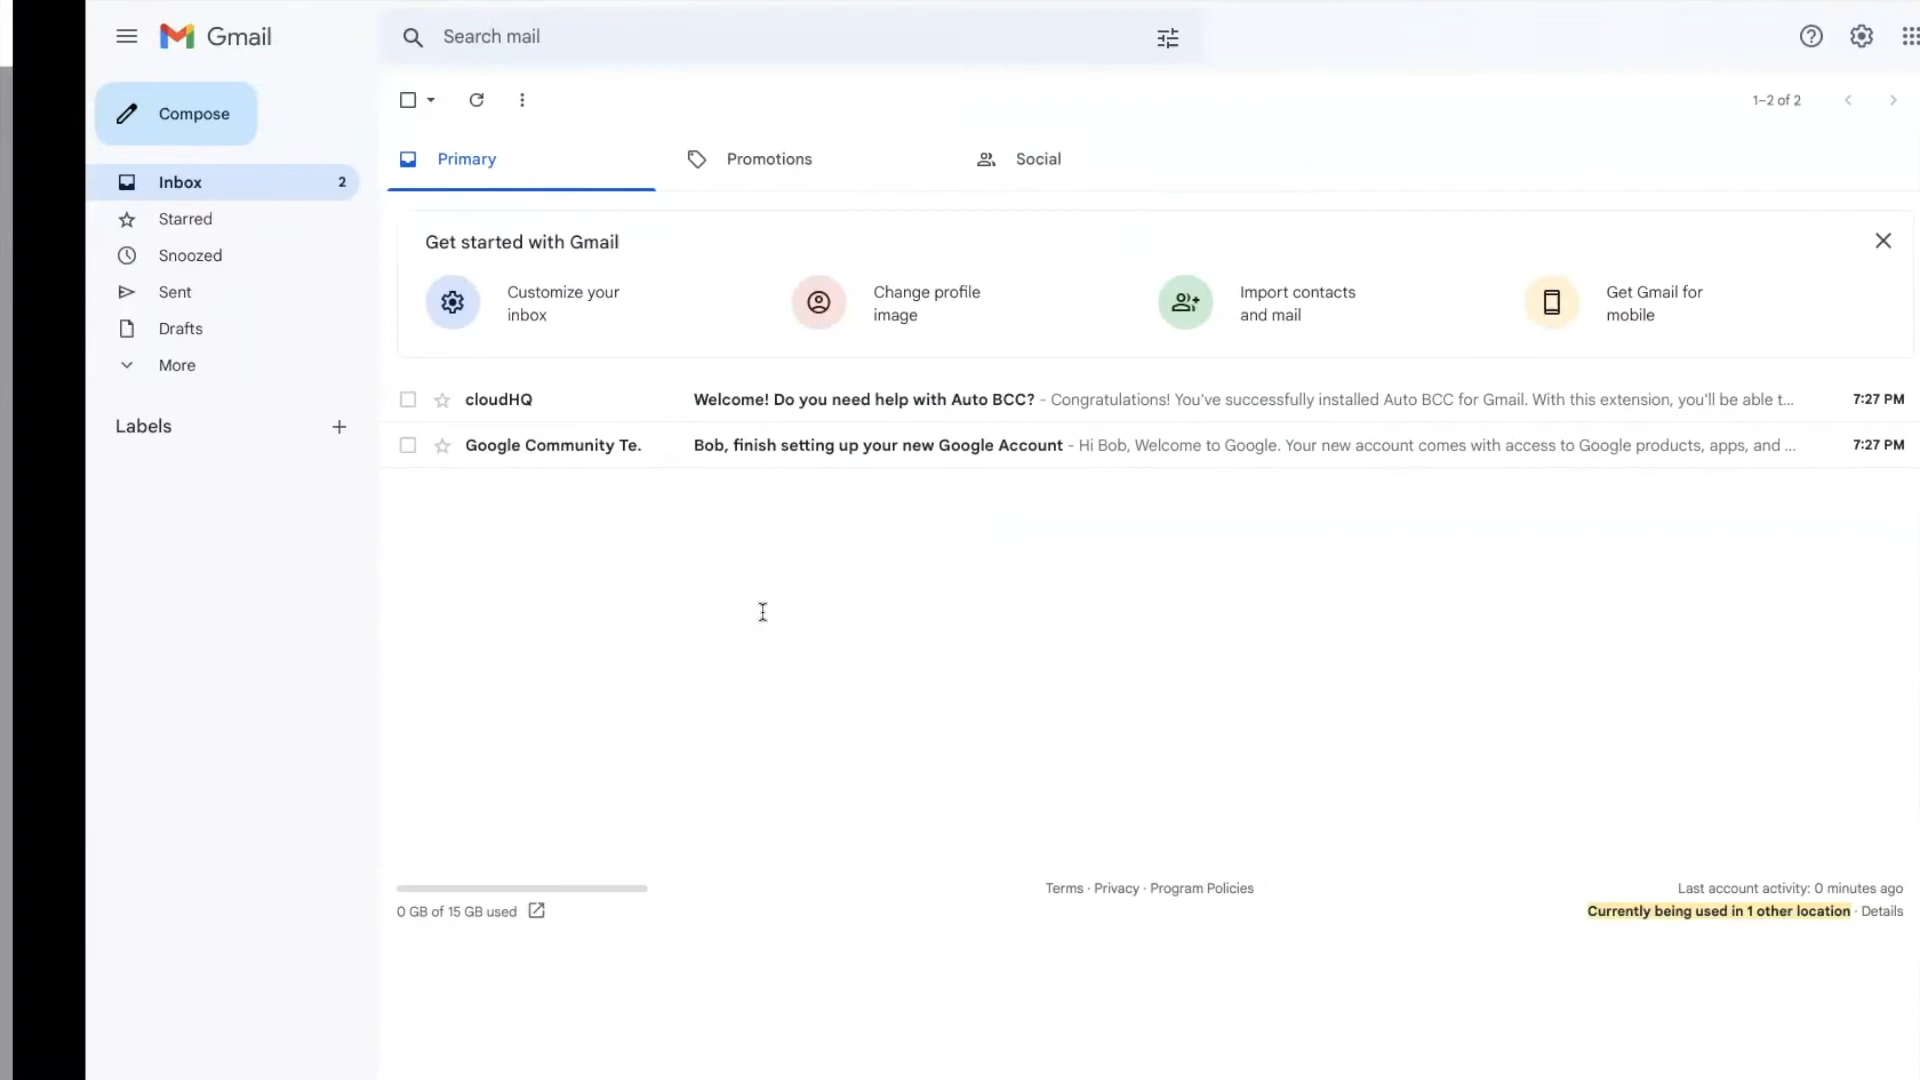 Gmail
Search mail
Compose
1–2 of 2
Primary
Promotions
Social
Inbox 2
Starred
Snoozed
Sent
Drafts
More
Labels
Get started with Gmail
Customize your
inbox
Change profile
image
Import contacts
and mail
Get Gmail for
mobile
cloudHQ Welcome! Do you need help with Auto BCC? - Congratulations! You've successfully installed Auto BCC for Gmail. With this extension, you'll be able t... 7:27 PM
Google Community Te. Bob, finish setting up your new Google Account - Hi Bob, Welcome to Google. Your new account comes with access to Google products, apps, and ... 7:27 PM
0 GB of 15 GB used
Terms · Privacy · Program Policies
Last account activity: 0 minutes ago
Currently being used in 1 other location · Details